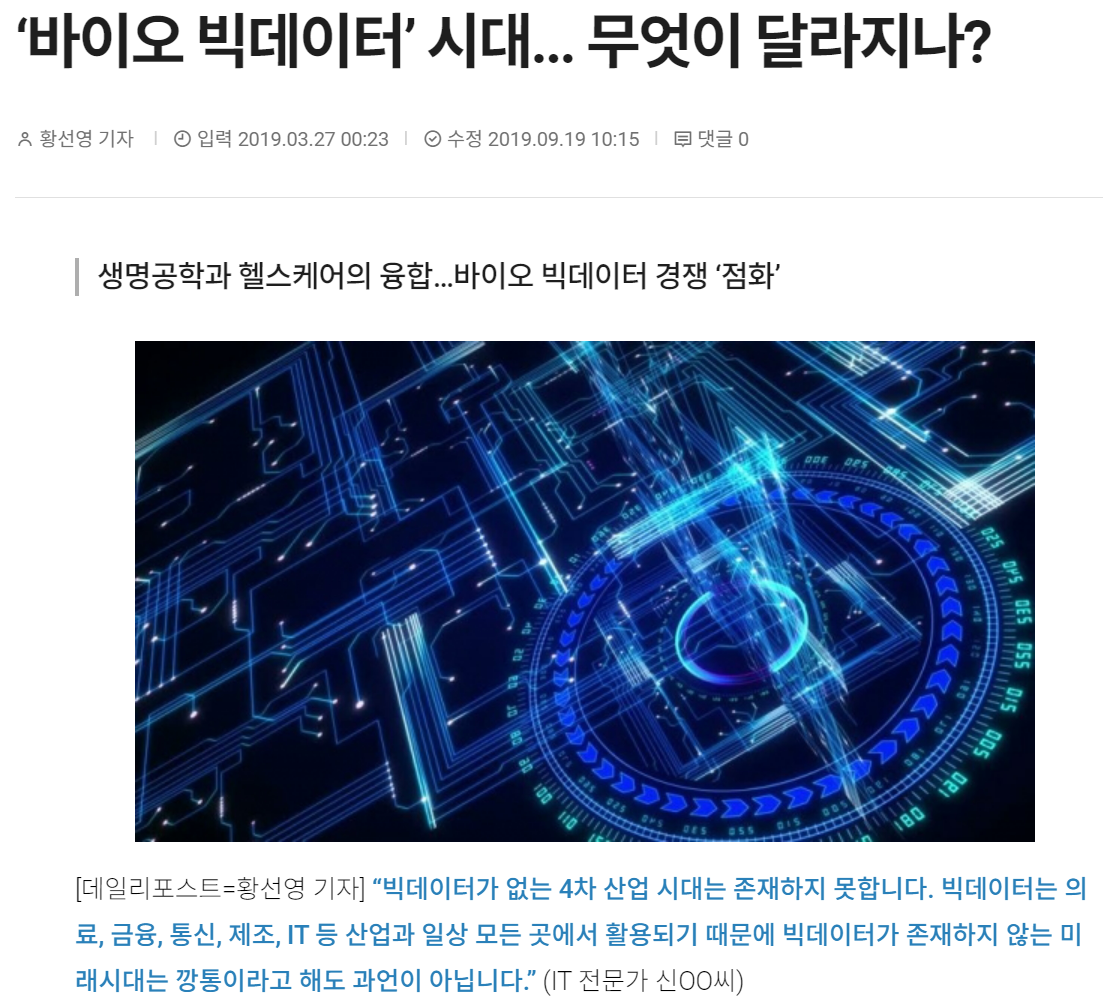 ‘바이오 빅데이터’ 시대... 무엇이 달라지나?
황선영 기자 입력 2019.03.27 00:23 수정 2019.09.19 10:15 댓글 0
생명공학과 헬스케어의 융합...바이오 빅데이터 경쟁 ‘점화’
[데일리포스트=황선영 기자] “빅데이터가 없는 4차 산업 시대는 존재하지 못합니다. 빅데이터는 의
료, 금융, 통신, 제조, IT 등 산업과 일상 모든 곳에서 활용되기 때문에 빅데이터가 존재하지 않는 미
래시대는 깡통이라고 해도 과언이 아닙니다.” (IT 전문가 신OO씨)